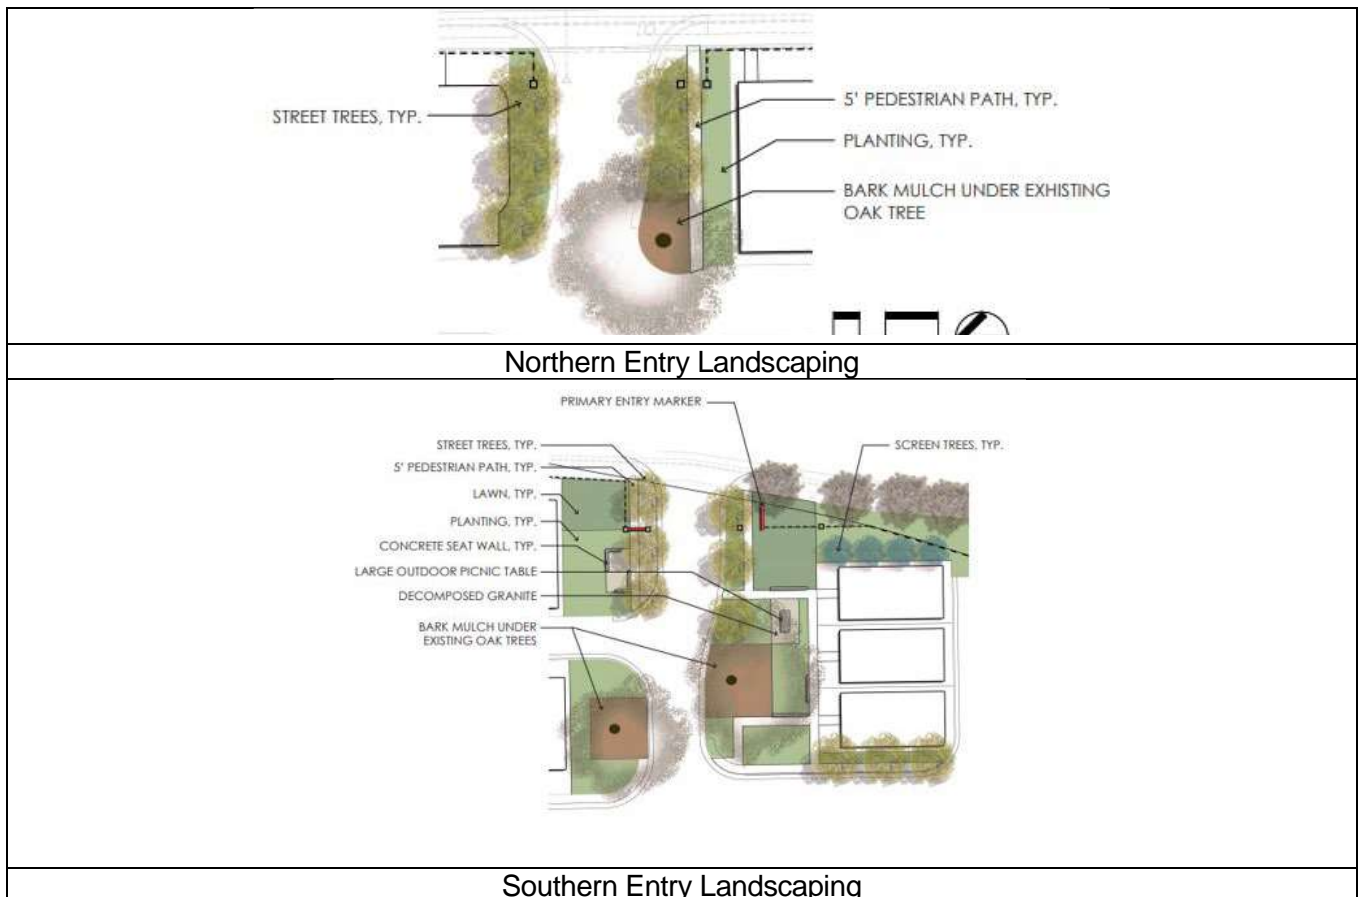 STREET TREES, TYP.
5' PEDESTRIAN PATH, TYP.
PLANTING, TYP.
BARK MULCH UNDER EXHISTING
OAK TREE
Northern Entry Landscaping
PRIMARY ENTRY MARKER
STREET TREES, TYP.
5' PEDESTRIAN PATH, TYP.
LAWN, TYP.
PLANTING, TYP.
CONCRETE SEAT WALL, TYP.
LARGE OUTDOOR PICNIC TABLE
DECOMPOSED GRANITE
BARK MULCH UNDER
EXISTING OAK TREES
SCREEN TREES, TYP.
Southern Entry Landscaping